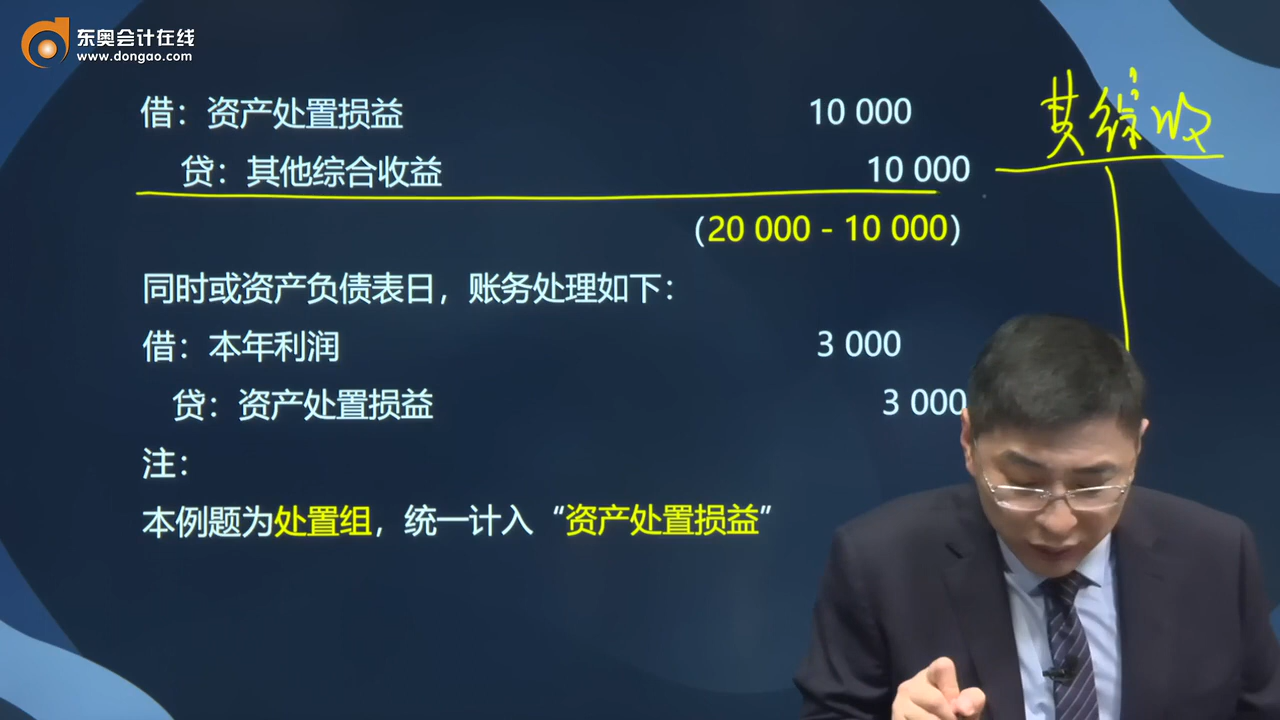 东奥会计在线
www.dongao.com
借：资产处置损益 10 000
贷：其他综合收益 10 000
(20 000 - 10 000)
同时或资产负债表日，账务处理如下：
借：本年利润 3 000
贷：资产处置损益 3 000
注：
本例题为处置组，统一计入“资产处置损益”